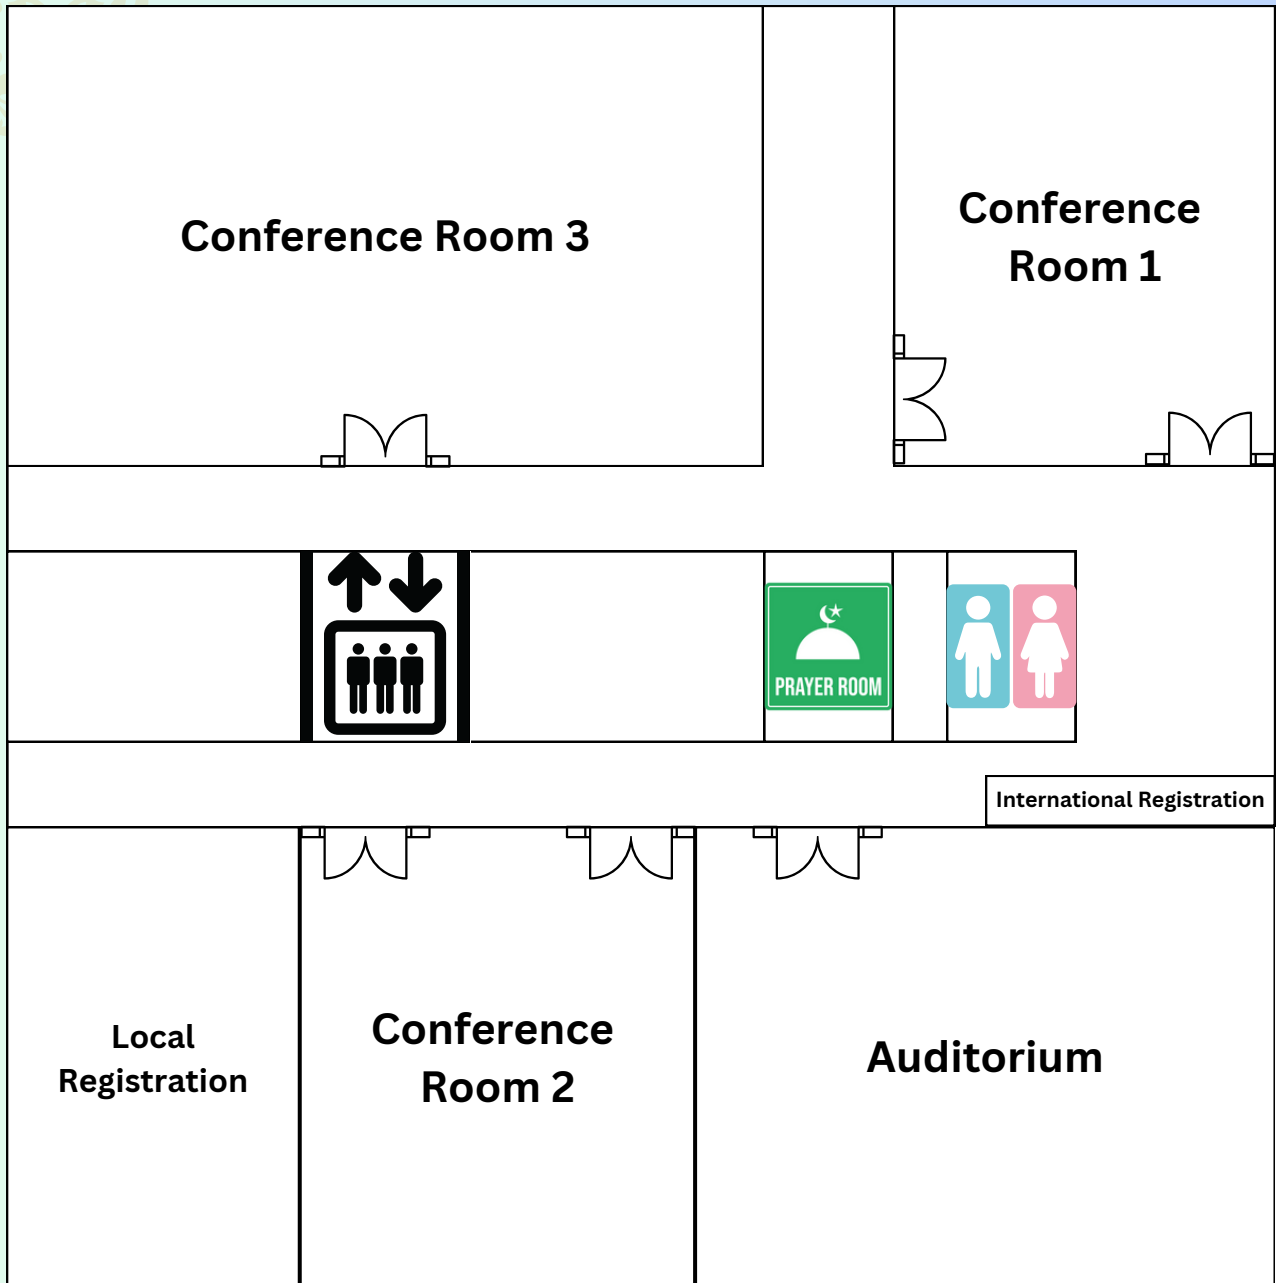 Conference Room 3
Conference
Room 1
PRAYER ROOM
International Registration
Local
Registration
Conference
Room 2
Auditorium